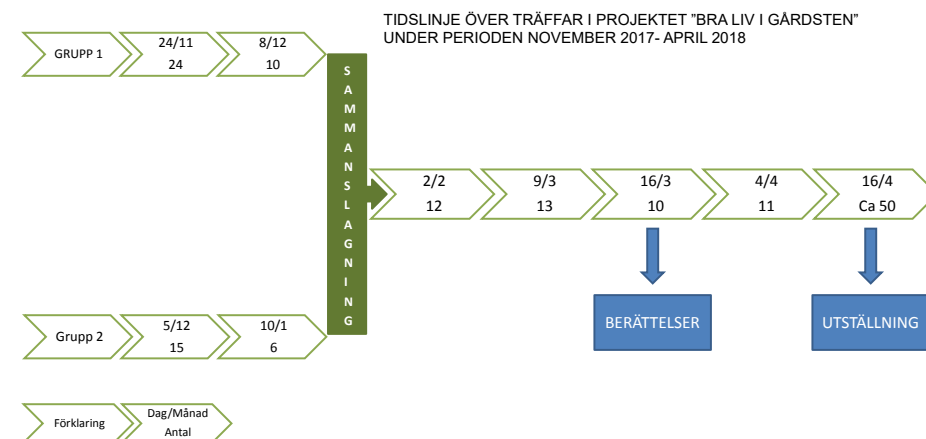 TIDSLINJE ÖVER TRÄFFAR I PROJEKTET ”BRA LIV I GÅRDSTEN”
UNDER PERIODEN NOVEMBER 2017- APRIL 2018
GRUPP 1
24/11
24
8/12
10
SAMMANSLAGNING
2/2
12
9/3
13
16/3
10
4/4
11
16/4
Ca 50
BERÄTTELSER
UTSTÄLLNING
Grupp 2
5/12
15
10/1
6
Förklaring
Dag/Månad
Antal